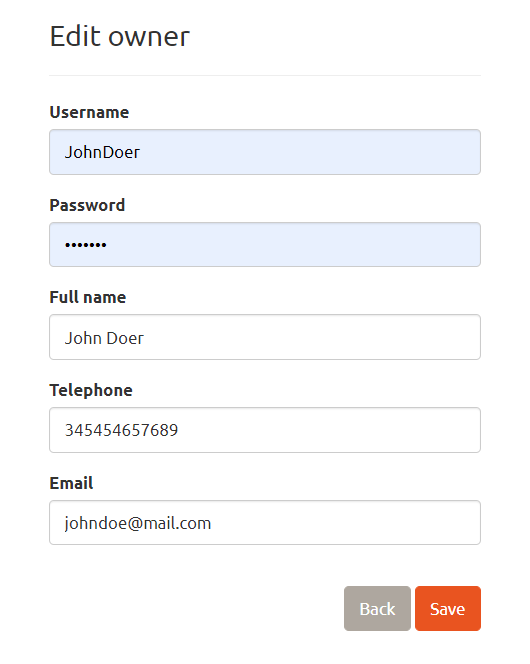 Edit owner
Username
JohnDoer
Password
•••••••
Full name
John Doer
Telephone
345454657689
Email
johndoe@mail.com
Back Save